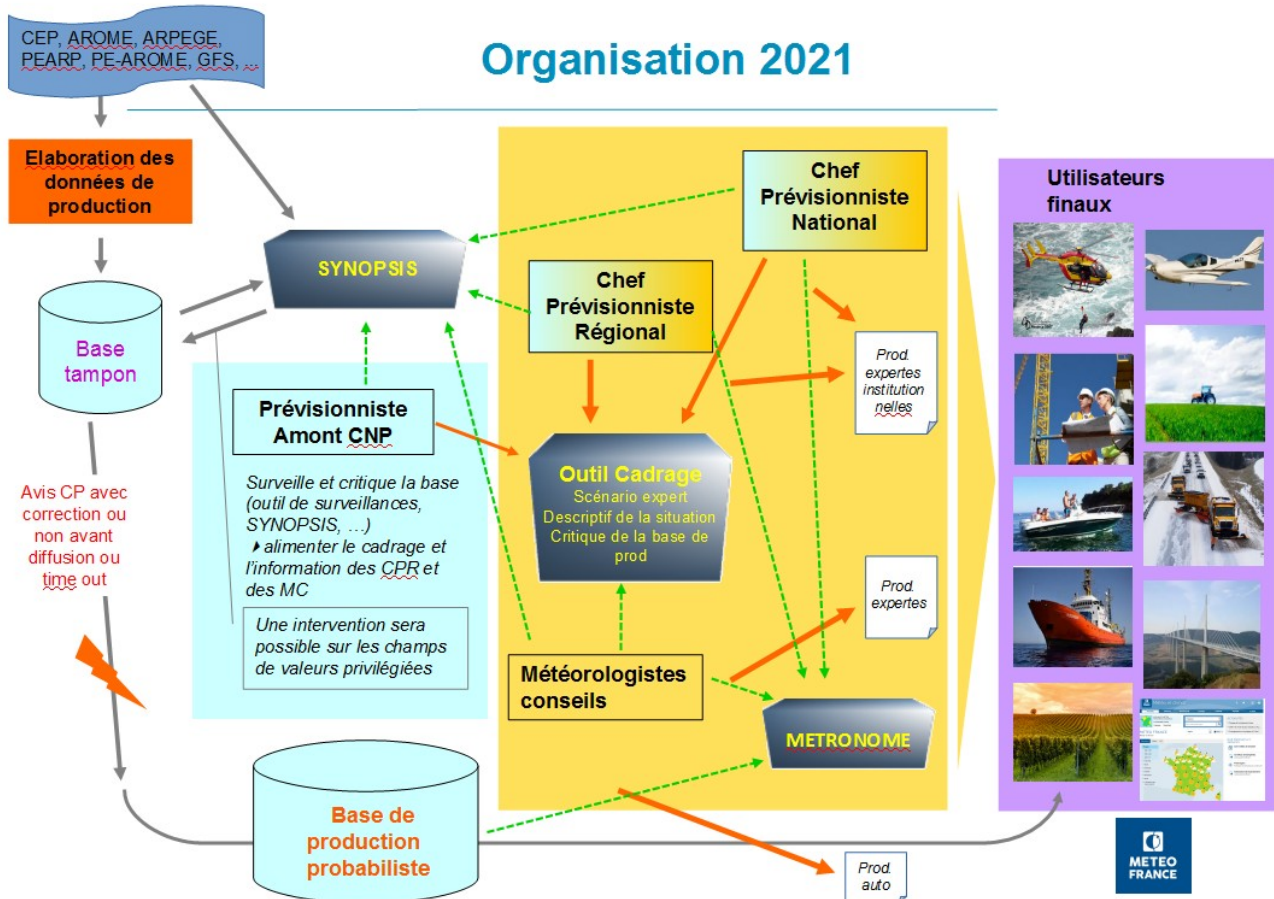 CEP, AROME, ARPEGE,
PEARP, PE-AROME, GFS, ...
Organisation 2021
Elaboration des
données de
production
SYNOPSIS
Chef
Prévisionniste
National
Utilisateurs
finaux
Chef
Prévisionniste
Régional
Base
tampon
Prod.
expertes
institution
nelles
Prévisionniste
Amont CNP
Surveille et critique la base
(outil de surveillances,
SYNOPSIS, …)
alimenter le cadrage et
l'information des CPR et
des MC
Une intervention sera
possible sur les champs
de valeurs privilégiées
Outil Cadrage
Scénario expert
Descriptif de la situation
Critique de la base de
prod
Avis CP avec
correction ou
non avant
diffusion ou
time out
Prod.
expertes
Météorologistes
conseils
METRONOME
Base de
production
probabiliste
Prod.
auto
METEO
FRANCE